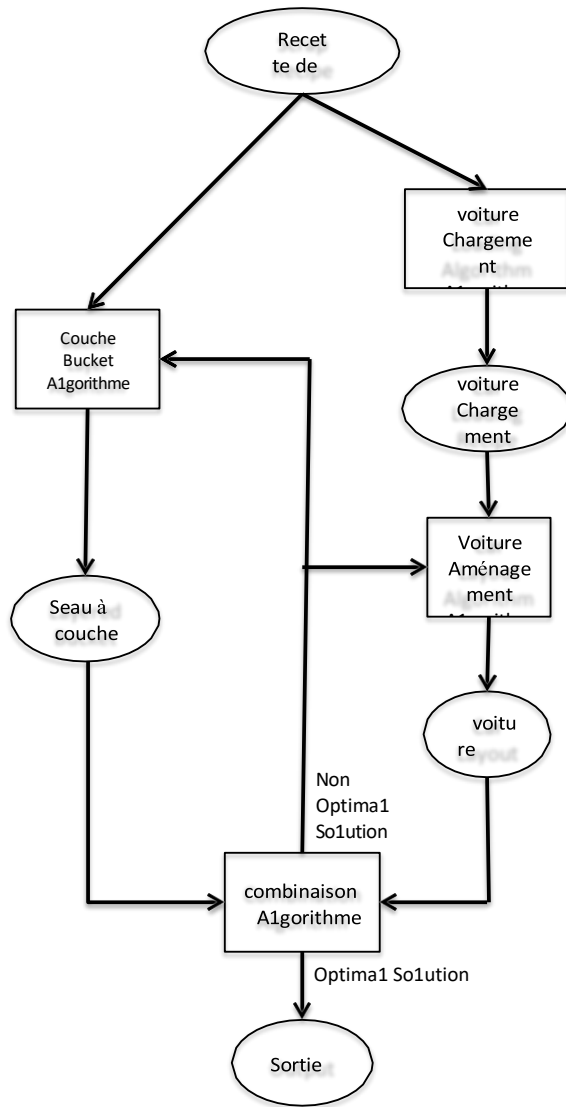 Recet
te de
voiture
Chargeme
nt
Couche
Bucket
A1gorithme
voiture
Charge
ment
Voiture
Aménage
ment
Seau à
couche
voitu
re
Non
Optima1
So1ution
combinaison
A1gorithme
Optima1 So1ution
Sortie